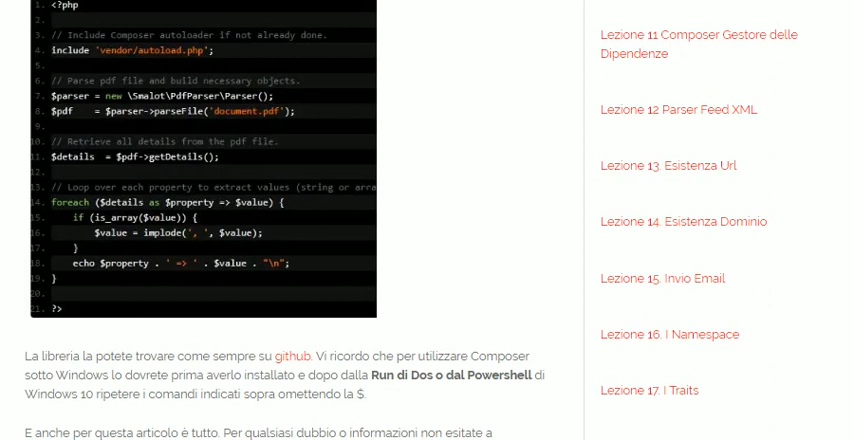 1. <?php
2.
3. // Include Composer autoloader if not already done.
4. include 'vendor/autoload.php';
5.
6. // Parse pdf file and build necessary objects.
7. $parser = new \Smalot\PdfParser\Parser();
8. $pdf    = $parser->parseFile('document.pdf');
9.
10. // Retrieve all details from the pdf file.
11. $details  = $pdf->getDetails();
12.
13. // Loop over each property to extract values (string or arra
14. foreach ($details as $property => $value) {
15.     if (is_array($value)) {
16.         $value = implode(', ', $value);
17.     }
18.     echo $property . ' => ' . $value . "\n";
19. }
20.
21. ?>
La libreria la potete trovare come sempre su github. Vi ricordo che per utilizzare Composer
sotto Windows lo dovrete prima averlo installato e dopo dalla Run di Dos o dal Powershell di
Windows 10 ripetere i comandi indicati sopra omettendo la $.
E anche per questa articolo è tutto. Per qualsiasi dubbio o informazioni non esitate a
Lezione 11 Composer Gestore delle
Dipendenze
Lezione 12 Parser Feed XML
Lezione 13. Esistenza Url
Lezione 14. Esistenza Dominio
Lezione 15. Invio Email
Lezione 16. I Namespace
Lezione 17. I Traits